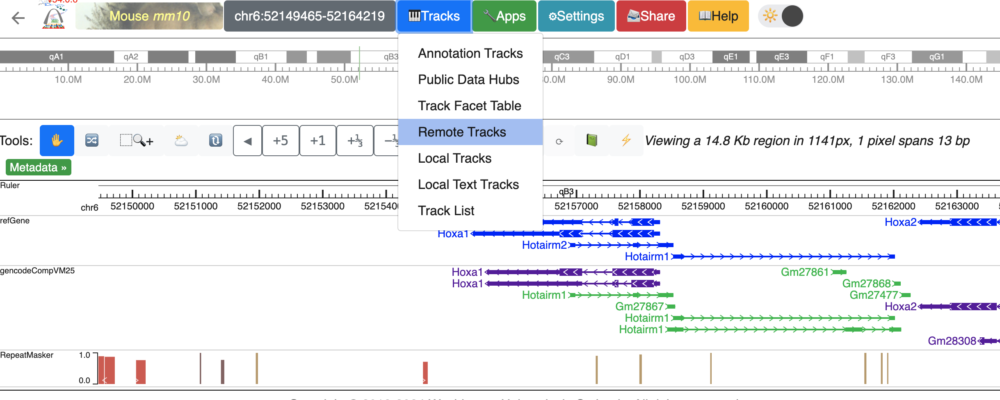 v54.0.6
Mouse mm10
chr6:52149465-52164219
Tracks
Apps
Settings
Share
Help
Annotation Tracks
Public Data Hubs
Track Facet Table
Remote Tracks
Local Tracks
Local Text Tracks
Track List
qA1 qA2 qB1 qB3 qC3 qD1 qD3 qE1 qE3 qF1 qF3 qG1
10.0M 20.0M 30.0M 40.0M 50.0M 0.0M 90.0M 100.0M 110.0M 120.0M 130.0M 140.0M
Tools: + ◀ +5 +1 +⅓ −⅓ Viewing a 14.8 Kb region in 1141px, 1 pixel spans 13 bp
Metadata »
Ruler
qB3
chr6 52150000 52151000 52152000 52153000 5215400 52157000 52158000 52159000 52160000 52161000 52162000 52163000
refGene
Hoxa2
Hoxa1
Hotairm2
Hotairm1
gencodeCompVM25
Hoxa1 Gm27861
Hoxa1 Gm27868
Hotairm1 Gm27477
Gm27867 Hoxa2
Hotairm1
Hotairm1
Gm28308
RepeatMasker 1.0
0.0